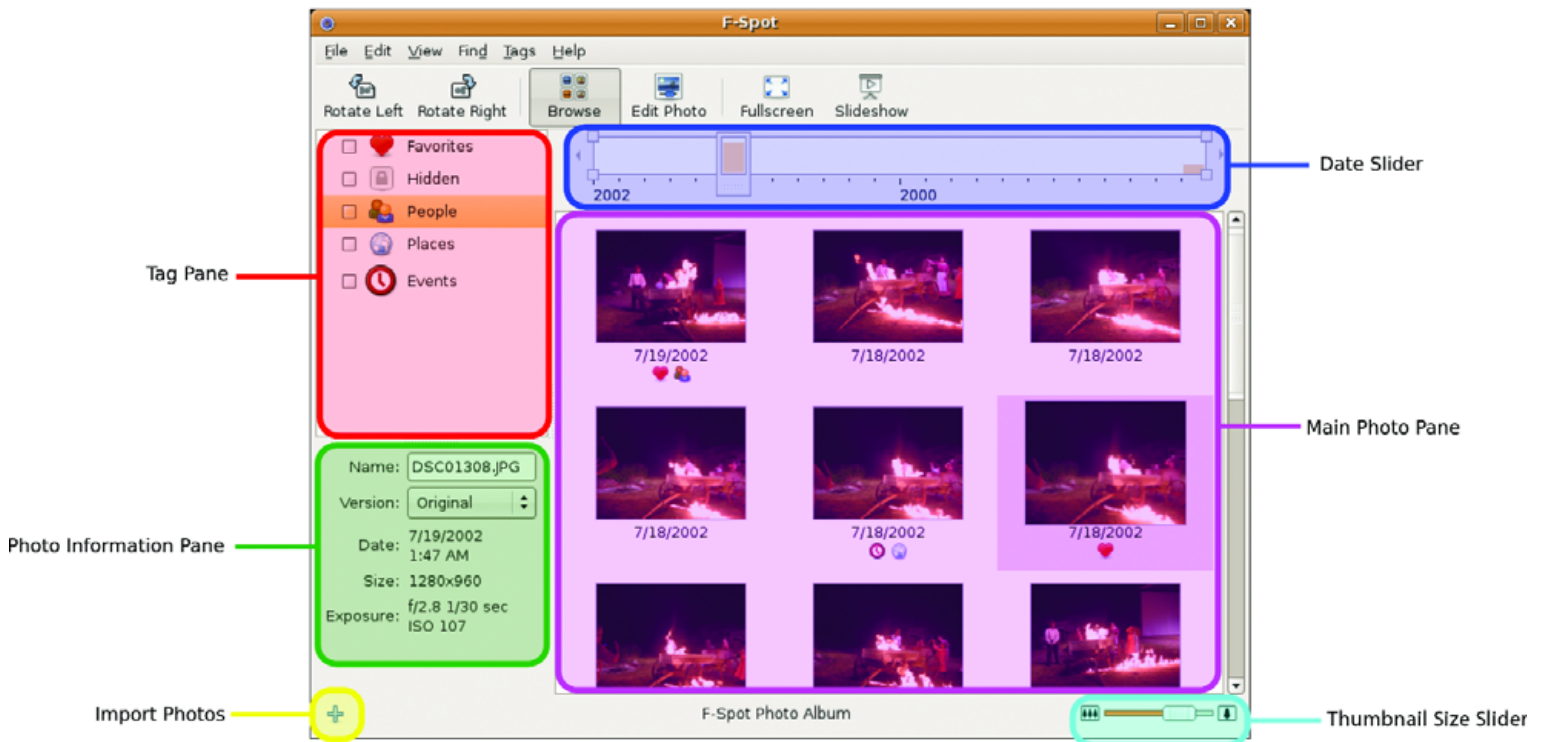 F-Spot
File Edit View Find Tags Help
Rotate Left Rotate Right Browse Edit Photo Fullscreen Slideshow
Favorites
Hidden
People
Places
Events
Tag Pane
2002 2000
Date Slider
7/19/2002 7/18/2002 7/18/2002
7/18/2002 7/18/2002 7/18/2002
Main Photo Pane
Name: DSC01308.JPG
Version: Original
Date: 7/19/2002
1:47 AM
Size: 1280x960
Exposure: f/2.8 1/30 sec
ISO 107
Photo Information Pane
Import Photos
F-Spot Photo Album
Thumbnail Size Slider